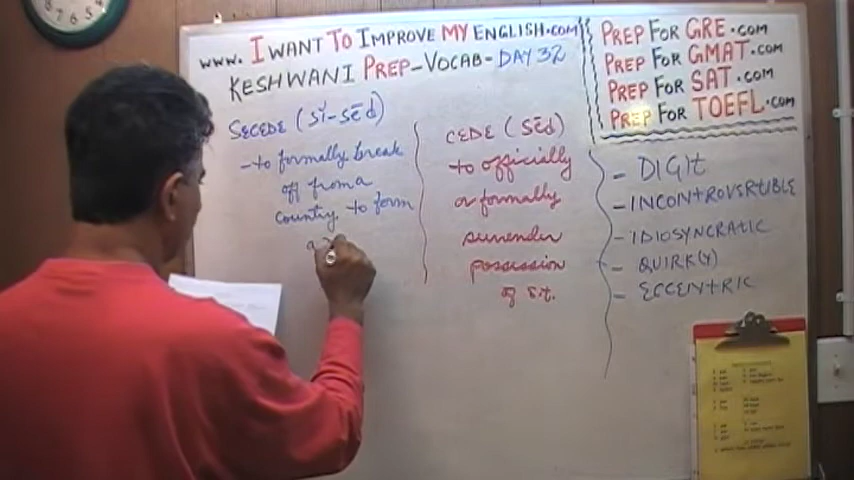 www. I WANT TO IMPROVE MY ENGLISH.COM
KESHWANI PREP-VOCAB-DAY 32
PREP FOR GRE.COM
PREP FOR GMAT.COM
PREP FOR SAT.COM
PREP FOR TOEFL.COM
SECEDE (sĭ-sēd)
-to formally break
off from a
country to form
a
CEDE (sēd)
to officially
or formally
surrender
possession
of s.t.
- DIGIt
- INCONtROVERtIBLE
- IDIOSYNCRATIC
- QUIRK(Y)
- ECCENtRIC